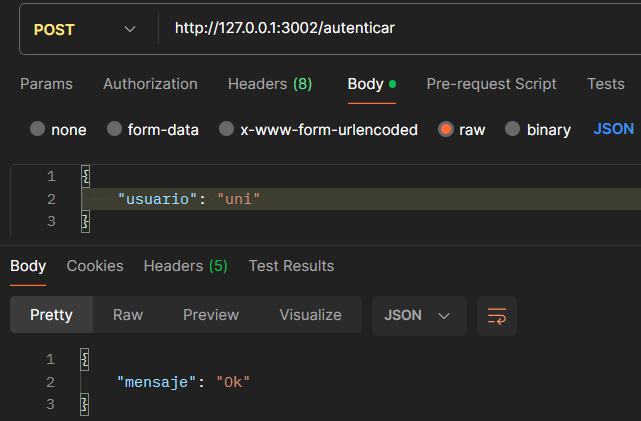 POST http://127.0.0.1:3002/autenticar
Params Authorization Headers (8) Body Pre-request Script Tests
none form-data x-www-form-urlencoded raw binary JSON
1 {
2 "usuario": "uni"
3 }
Body Cookies Headers (5) Test Results
Pretty Raw Preview Visualize JSON
1 {
2 "mensaje": "Ok"
3 }